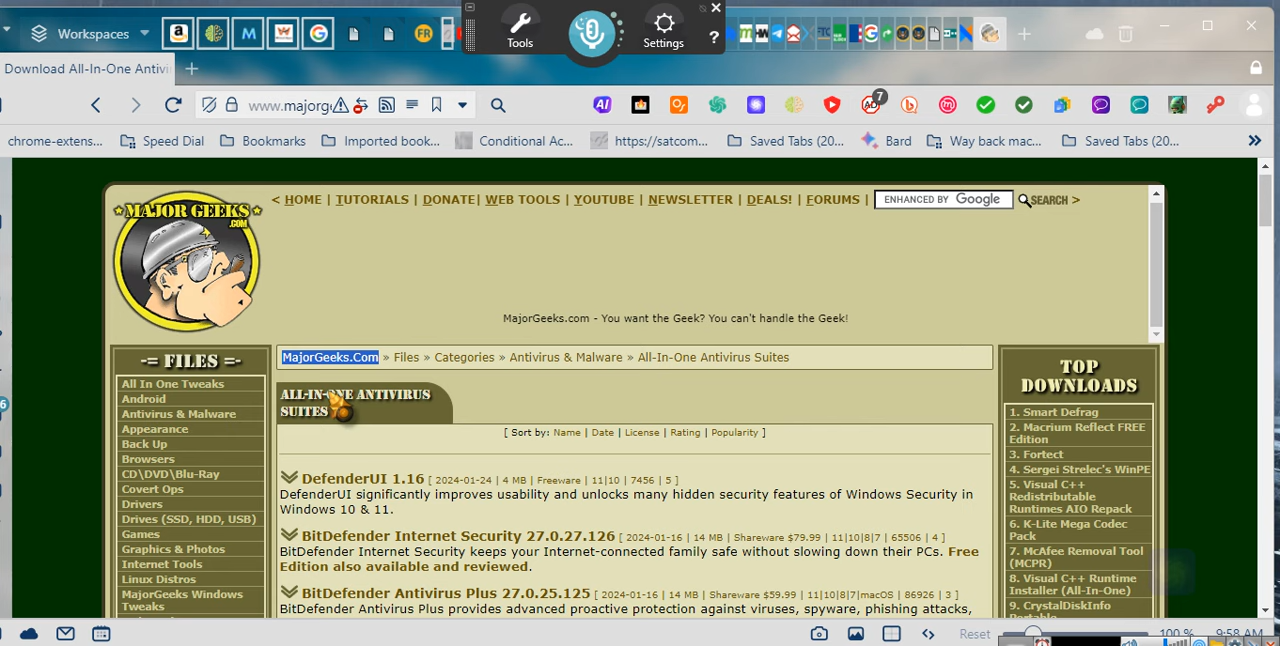 Workspaces
Tools
Settings
?
Download All-In-One Antivi
www.majorg
7
chrome-extens...
Speed Dial
Bookmarks
Imported book...
Conditional Ac...
https://satcom...
Saved Tabs (20...
Bard
Way back mac...
Saved Tabs (20...
MAJOR GEEKS
.COM
< HOME | TUTORIALS | DONATE| WEB TOOLS | YOUTUBE | NEWSLETTER | DEALS! | FORUMS | ENHANCED BY Google SEARCH >
MajorGeeks.com - You want the Geek? You can't handle the Geek!
-= FILES =-
All In One Tweaks
Android
Antivirus & Malware
Appearance
Back Up
Browsers
CD\DVD\Blu-Ray
Covert Ops
Drivers
Drives (SSD, HDD, USB)
Games
Graphics & Photos
Internet Tools
Linux Distros
MajorGeeks Windows
Tweaks
MajorGeeks.Com » Files » Categories » Antivirus & Malware » All-In-One Antivirus Suites
ALL-IN-ONE ANTIVIRUS
SUITES
[ Sort by: Name | Date | License | Rating | Popularity ]
DefenderUI 1.16 [ 2024-01-24 | 4 MB | Freeware | 11|10 | 7456 | 5 ]
DefenderUI significantly improves usability and unlocks many hidden security features of Windows Security in
Windows 10 & 11.
BitDefender Internet Security 27.0.27.126 [ 2024-01-16 | 14 MB | Shareware $79.99 | 11|10|8|7 | 65506 | 4 ]
BitDefender Internet Security keeps your Internet-connected family safe without slowing down their PCs. Free
Edition also available and reviewed.
BitDefender Antivirus Plus 27.0.25.125 [ 2024-01-16 | 14 MB | Shareware $59.99 | 11|10|8|7|macOS | 86926 | 3 ]
BitDefender Antivirus Plus provides advanced proactive protection against viruses, spyware, phishing attacks,
TOP
DOWNLOADS
1. Smart Defrag
2. Macrium Reflect FREE
Edition
3. Fortect
4. Sergei Strelec's WinPE
5. Visual C++
Redistributable
Runtimes AIO Repack
6. K-Lite Mega Codec
Pack
7. McAfee Removal Tool
(MCPR)
8. Visual C++ Runtime
Installer (All-In-One)
9. CrystalDiskInfo
Portable
Reset
100 %
9:58 AM